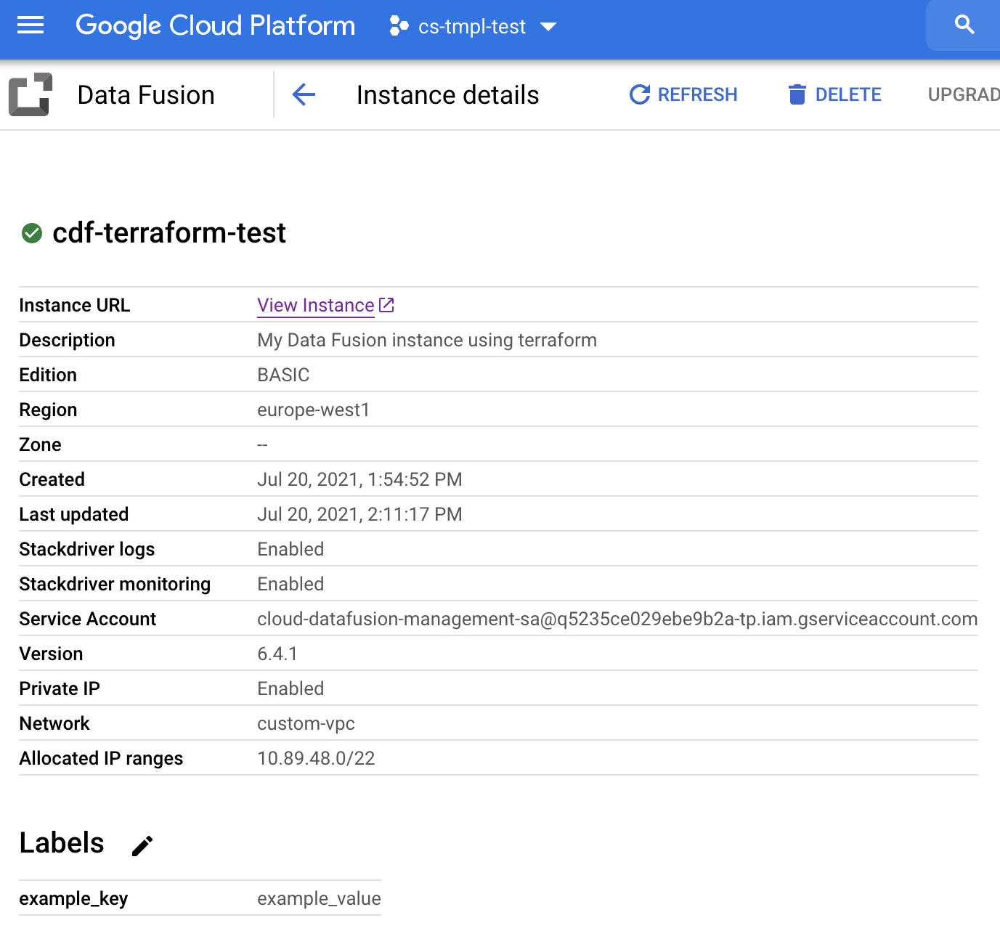 Google Cloud Platform cs-tmpl-test
Data Fusion Instance details REFRESH DELETE UPGRAD
cdf-terraform-test
Instance URL View Instance
Description My Data Fusion instance using terraform
Edition BASIC
Region europe-west1
Zone --
Created Jul 20, 2021, 1:54:52 PM
Last updated Jul 20, 2021, 2:11:17 PM
Stackdriver logs Enabled
Stackdriver monitoring Enabled
Service Account cloud-datafusion-management-sa@q5235ce029ebe9b2a-tp.iam.gserviceaccount.com
Version 6.4.1
Private IP Enabled
Network custom-vpc
Allocated IP ranges 10.89.48.0/22
Labels
example_key example_value